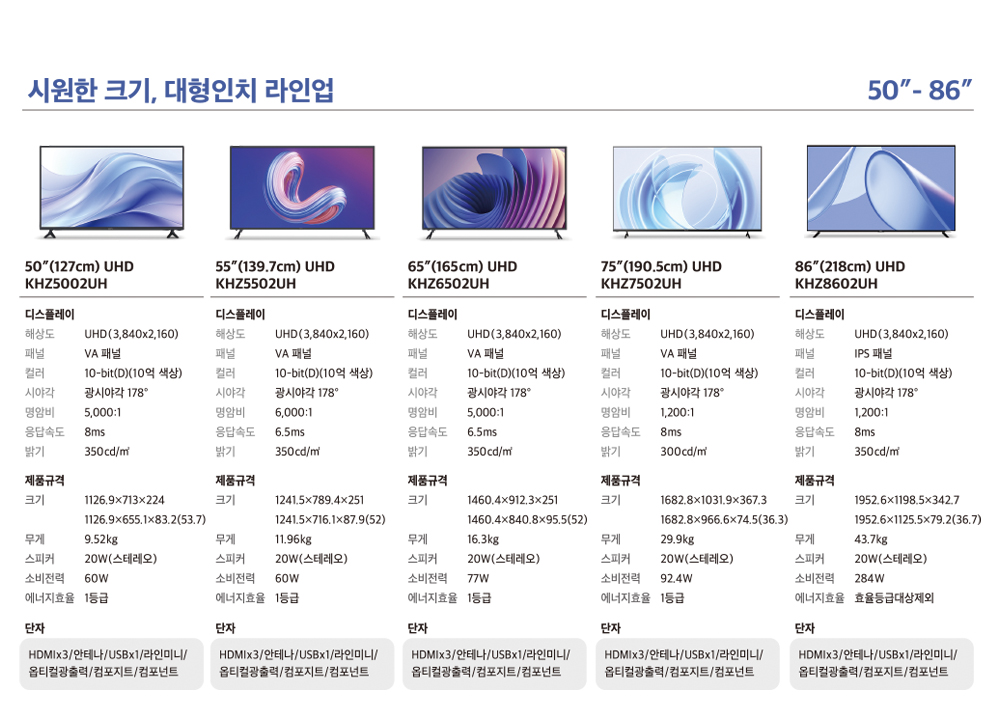 시원한 크기, 대형인치 라인업
50”- 86”
50”(127cm) UHD
KHZ5002UH
디스플레이
해상도 UHD(3,840x2,160)
패널 VA 패널
컬러 10-bit(D)(10억 색상)
시야각 광시야각 178°
명암비 5,000:1
응답속도 8ms
밝기 350cd/㎡
제품규격
크기 1126.9×713×224
1126.9×655.1×83.2(53.7)
무게 9.52kg
스피커 20W(스테레오)
소비전력 60W
에너지효율 1등급
단자
HDMIx3/안테나/USBx1/라인미니/
옵티컬광출력/컴포지트/컴포넌트
55”(139.7cm) UHD
KHZ5502UH
디스플레이
해상도 UHD(3,840x2,160)
패널 VA 패널
컬러 10-bit(D)(10억 색상)
시야각 광시야각 178°
명암비 6,000:1
응답속도 6.5ms
밝기 350cd/㎡
제품규격
크기 1241.5×789.4×251
1241.5×716.1×87.9(52)
무게 11.96kg
스피커 20W(스테레오)
소비전력 60W
에너지효율 1등급
단자
HDMIx3/안테나/USBx1/라인미니/
옵티컬광출력/컴포지트/컴포넌트
65”(165cm) UHD
KHZ6502UH
디스플레이
해상도 UHD(3,840x2,160)
패널 VA 패널
컬러 10-bit(D)(10억 색상)
시야각 광시야각 178°
명암비 5,000:1
응답속도 6.5ms
밝기 350cd/㎡
제품규격
크기 1460.4×912.3×251
1460.4×840.8×95.5(52)
무게 16.3kg
스피커 20W(스테레오)
소비전력 77W
에너지효율 1등급
단자
HDMIx3/안테나/USBx1/라인미니/
옵티컬광출력/컴포지트/컴포넌트
75”(190.5cm) UHD
KHZ7502UH
디스플레이
해상도 UHD(3,840x2,160)
패널 VA 패널
컬러 10-bit(D)(10억 색상)
시야각 광시야각 178°
명암비 1,200:1
응답속도 8ms
밝기 300cd/㎡
제품규격
크기 1682.8×1031.9×367.3
1682.8×966.6×74.5(36.3)
무게 29.9kg
스피커 20W(스테레오)
소비전력 92.4W
에너지효율 1등급
단자
HDMIx3/안테나/USBx1/라인미니/
옵티컬광출력/컴포지트/컴포넌트
86”(218cm) UHD
KHZ8602UH
디스플레이
해상도 UHD(3,840x2,160)
패널 IPS 패널
컬러 10-bit(D)(10억 색상)
시야각 광시야각 178°
명암비 1,200:1
응답속도 8ms
밝기 350cd/㎡
제품규격
크기 1952.6×1198.5×342.7
1952.6×1125.5×79.2(36.7)
무게 43.7kg
스피커 20W(스테레오)
소비전력 284W
에너지효율 효율등급대상제외
단자
HDMIx3/안테나/USBx1/라인미니/
옵티컬광출력/컴포지트/컴포넌트